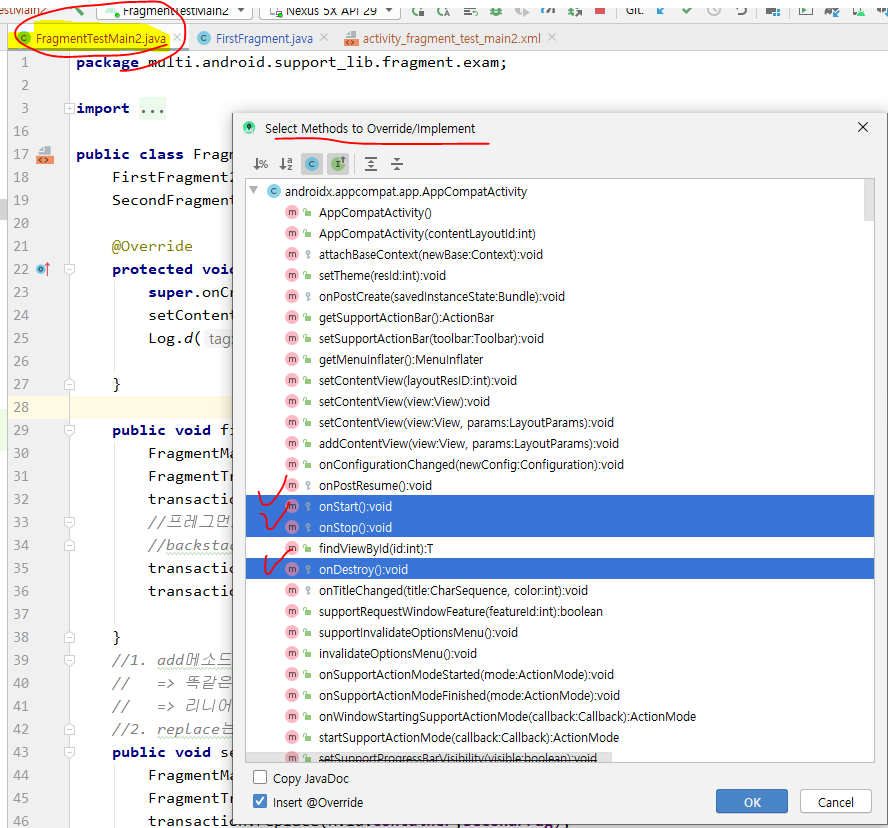 FragmentTestMain2
Nexus 5X API 29
Git:
FragmentTestMain2.java
FirstFragment.java
activity_fragment_test_main2.xml
1 package multi.android.support_lib.fragment.exam;
2
3 import ...
16
17 public class Fragm
18 FirstFragment2
19 SecondFragment
20
21 @Override
22 protected void
23 super.onCr
24 setContent
25 Log.d( tag:
26
27 }
28
29 public void fi
30 FragmentMa
31 FragmentTr
32 transactio
33 //프레그먼
34 //backstac
35 transactio
36 transactio
37
38 }
39 //1. add메소드
40 // => 똑같은
41 // => 리니어
42 //2. replace는
43 public void se
44 FragmentMa
45 FragmentTr
46
Select Methods to Override/Implement
androidx.appcompat.app.AppCompatActivity
AppCompatActivity()
AppCompatActivity(contentLayoutId:int)
attachBaseContext(newBase:Context):void
setTheme(resId:int):void
onPostCreate(savedInstanceState:Bundle):void
getSupportActionBar():ActionBar
setSupportActionBar(toolbar:Toolbar):void
getMenuInflater():MenuInflater
setContentView(layoutResID:int):void
setContentView(view:View):void
setContentView(view:View, params:LayoutParams):void
addContentView(view:View, params:LayoutParams):void
onConfigurationChanged(newConfig:Configuration):void
onPostResume():void
onStart():void
onStop():void
findViewById(id:int):T
onDestroy():void
onTitleChanged(title:CharSequence, color:int):void
supportRequestWindowFeature(featureId:int):boolean
supportInvalidateOptionsMenu():void
invalidateOptionsMenu():void
onSupportActionModeStarted(mode:ActionMode):void
onSupportActionModeFinished(mode:ActionMode):void
onWindowStartingSupportActionMode(callback:Callback):ActionMode
startSupportActionMode(callback:Callback):ActionMode
setSupportProgressBarVisibility(visible:boolean):void
Copy JavaDoc
Insert @Override
OK
Cancel